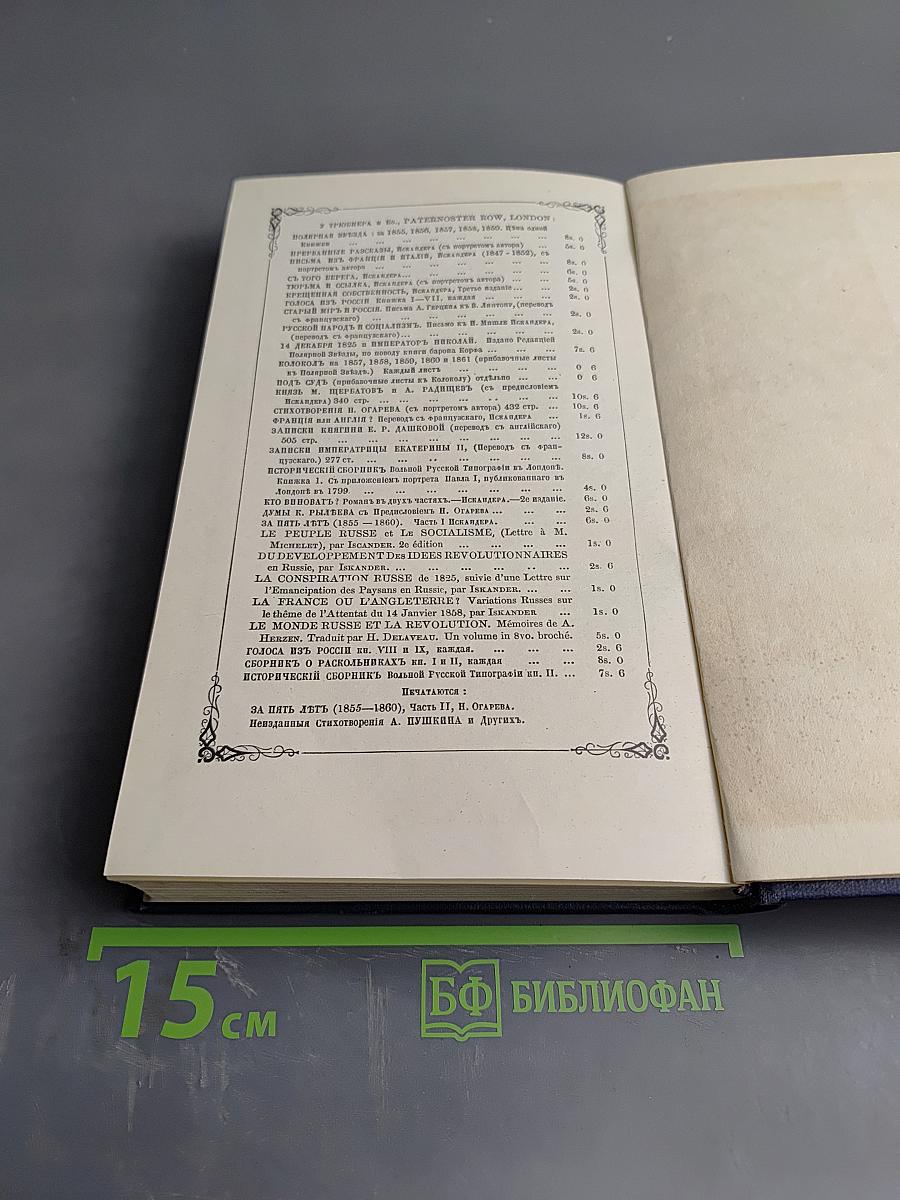 У ТРЮБНЕРА и Ко., PATERNOSTER ROW, LONDON:
ПОЛЯРНАЯ ЗВѢЗДА: за 1855, 1856, 1857, 1858, 1859. Цѣна одной
Книжки ... ... ... ... ... ... 8s. 0
ПРЕРВАННЫЕ РАЗСКАЗЫ, Искандера (съ портретомъ автора) ... 5s. 0
ПИСЬМА ИЗЪ ФРАНЦІИ И ИТАЛІИ, Искандера (1847-1852), съ
портретомъ автора ... ... ... ... ... 8s. 0
СЪ ТОГО БЕРЕГА, Искандера... ... ... ... ... 6s. 0
ТЮРЬМА И ССЫЛКА, Искандера (съ портретомъ автора) ... ... 5s. 0
КРЕЩЕННАЯ СОБСТВЕННОСТЬ, Искандера, Третье изданіе... ... 2s. 0
ГОЛОСА ИЗЪ РОССІИ Книжка I—VII, каждая ... ... ... 2s. 0
СТАРЫЙ МІРЪ И РОССІЯ. Письма А. Герцена къ В. Линтону, (переводъ
съ французскаго) ... ... ... ... ... 2s. 0
РУССКОЙ НАРОДЪ И СОЦІАЛИЗМЪ. Письмо къ И. Мишле Искандера,
(переводъ съ французскаго)... ... ... ... ... 2s. 0
14 ДЕКАБРЯ 1825 и ИМПЕРАТОРЪ НИКОЛАЙ. Издано Редакціей
Полярной Звѣзды, по поводу книги барона Корфа ... ... ... 7s. 6
КОЛОКОЛЪ на 1857, 1858, 1859, 1860 и 1861 (прибавочные листы
къ Полярной Звѣздѣ.) Каждый листъ ... ... ... ... 0 6
ПОДЪ СУДЪ (прибавочные листы къ Колоколу) отдѣльно ... ... 0 6
КНЯЗЬ М. ЩЕРБАТОВЪ и А. РАДИЩЕВЪ (съ предисловіемъ
Искандера) 340 стр. ... ... ... ... ... ... 10s. 6
СТИХОТВОРЕНІЯ Н. ОГАРЕВА (съ портретомъ автора) 432 стр. ... 10s. 6
ФРАНЦІЯ или АНГЛІЯ? Переводъ съ французскаго, Искандера ... 1s. 6
ЗАПИСКИ КНЯГИНИ Е. Р. ДАШКОВОЙ (переводъ съ англійскаго)
505 стр. ... ... ... ... ... ... ... 12s. 0
ЗАПИСКИ ИМПЕРАТРИЦЫ ЕКАТЕРИНЫ II, (Переводъ съ фран-
цузскаго.) 277 ст. ... ... ... ... ... ... 8s. 0
ИСТОРИЧЕСКІЙ СБОРНИКЪ Вольной Русской Типографіи въ Лондонѣ.
Книжка 1. Съ приложеніемъ портрета Павла I, публикованнаго въ
Лондонѣ въ 1799. ... ... ... ... ... ... 4s. 0
КТО ВИНОВАТЪ? Романъ въ двухъ частяхъ.—Искандера.—2е изданіе. 6s. 0
ДУМЫ К. РЫЛѢЕВА съ Предисловіемъ Н. Огарева ... ... ... 2s. 6
ЗА ПЯТЬ ЛѢТЪ (1855 — 1860). Часть I Искандера. ... ... 6s. 0
LE PEUPLE RUSSE et Le SOCIALISME, (Lettre à M.
Michelet), par Iscander. 2e édition ... ... ... ... 1s. 0
DU DEVELOPPEMENT Des IDEES REVOLUTIONNAIRES
en Russie, par Iskander. ... ... ... ... ... ... 2s. 6
LA CONSPIRATION RUSSE de 1825, suivie d'une Lettre sur
l'Emancipation des Paysans en Russie, par Iskander. ... ... 1s. 0
LA FRANCE OU L'ANGLETERRE? Variations Russes sur
le thême de l'Attentat du 14 Janvier 1858, par Iskander ... 1s. 0
LE MONDE RUSSE ET LA REVOLUTION. Mémoires de A.
Herzen. Traduit par H. Delaveau. Un volume in 8vo. broché. 5s. 0
ГОЛОСА ИЗЪ РОССІИ кн. VIII и IX, каждая. ... ... ... 2s. 6
СБОРНИКЪ О РАСКОЛЬНИКАХЪ кн. I и II, каждая ... ... 8s. 0
ИСТОРИЧЕСКІЙ СБОРНИКЪ Вольной Русской Типографіи кн. II. ... 7s. 6
Печатаются :
ЗА ПЯТЬ ЛѢТЪ (1855—1860), Часть II, Н. Огарева.
Неизданныя Стихотворенія А. ПУШКИНА и Другихъ.
15 см
БФ БИБЛИОФАН